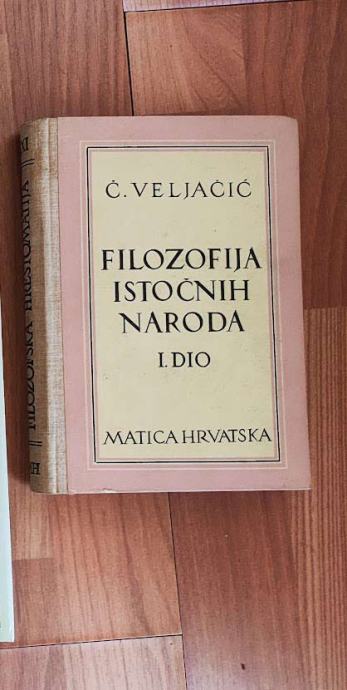 Č. VELJAČIĆ
FILOZOFIJA
ISTOČNIH
NARODA
I. DIO
MATICA HRVATSKA
FILOZOFSKA HRESTOMATIJA